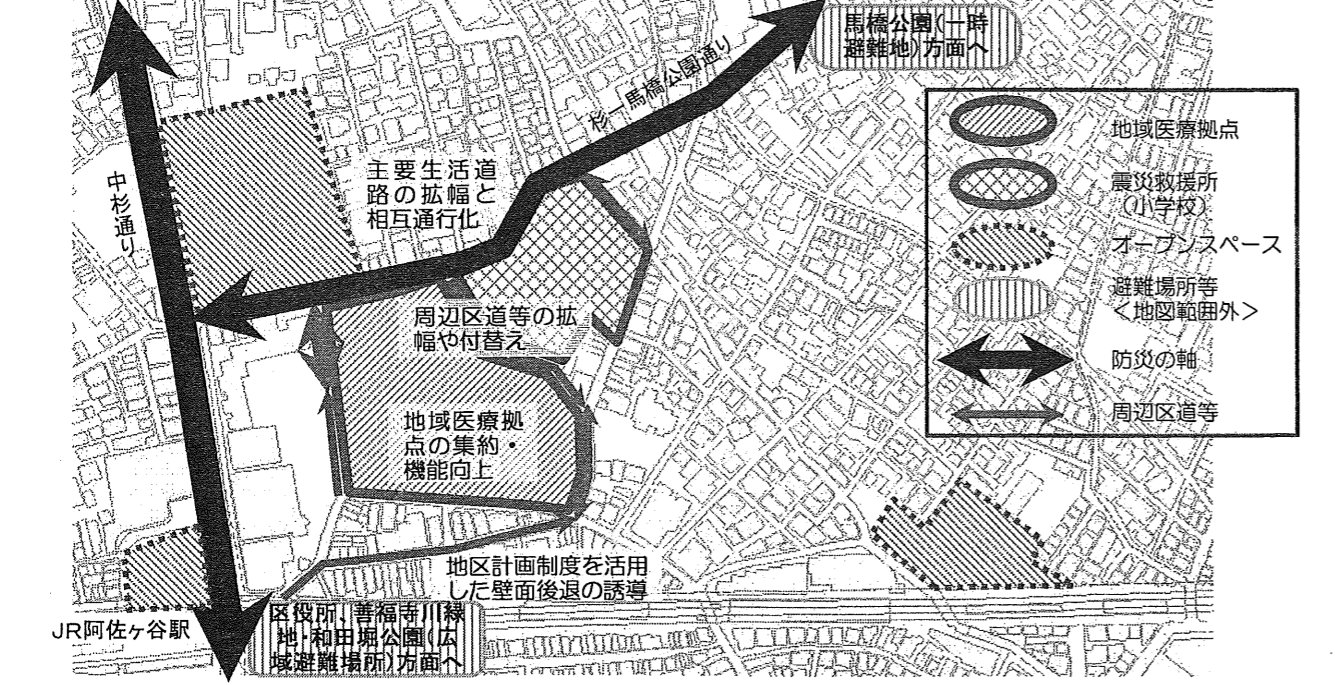 馬橋公園(一時
避難地)方面へ
杉一馬橋公園通り
中杉通り
主要生活道
路の拡幅と
相互通行化
周辺区道等の拡
幅や付替え
地域医療拠
点の集約・
機能向上
地区計画制度を活用
した壁面後退の誘導
JR阿佐ヶ谷駅
区役所、善福寺川緑
地・和田堀公園(広
域避難場所)方面へ
地域医療拠点
震災救援所
(小学校)
オープンスペース
避難場所等
<地図範囲外>
防災の軸
周辺区道等